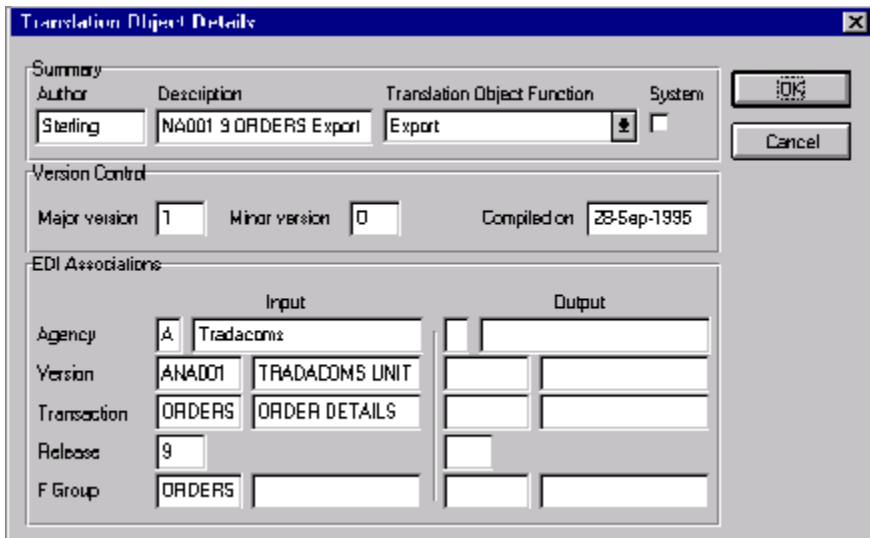 Translation Object Details
Summary
Author Description Translation Object Function System
Sterling NA001 9 ORDERS Export Export
OK
Cancel
Version Control
Major version 1 Minor version 0 Compiled on 28-Sep-1995
EDI Associations
Input Output
Agency A Tradacoms
Version ANA001 TRADACOMS UNIT
Transaction ORDERS ORDER DETAILS
Release 9
F Group ORDERS